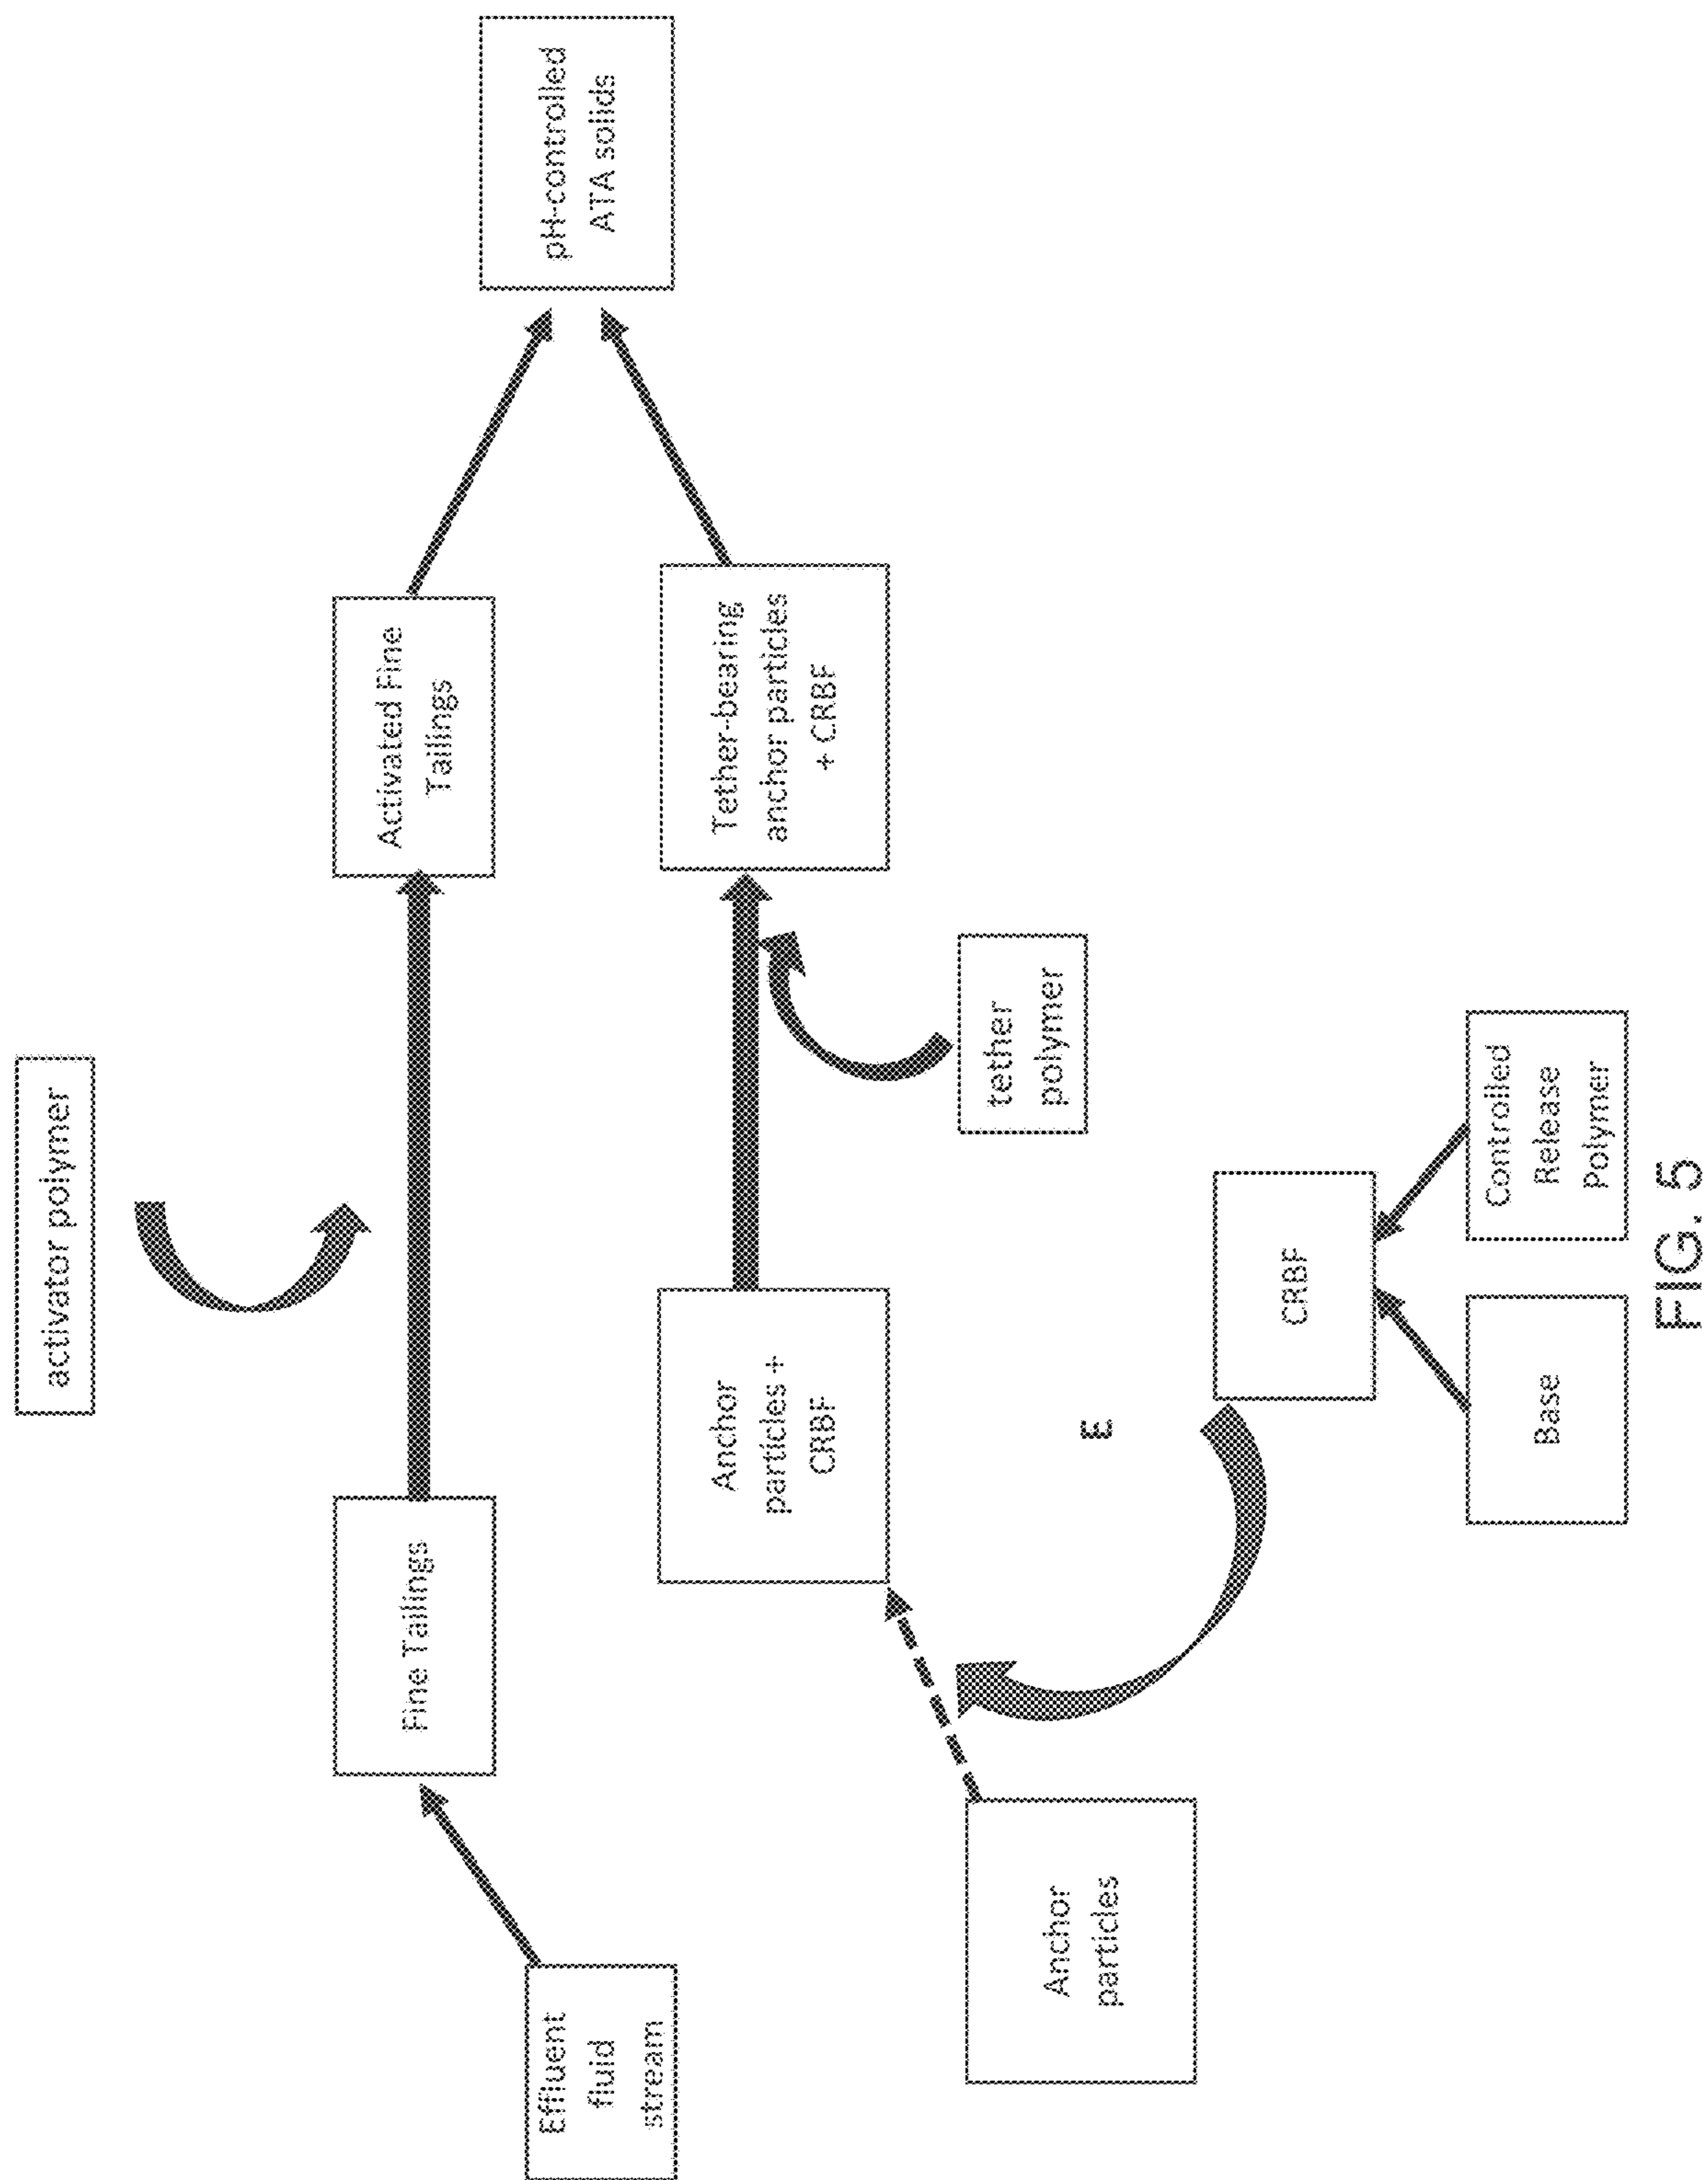 activator polymer
Effluent
fluid
stream
Fine Tailings
Activated Fine
Tailings
pH-controlled
ATA solids
Anchor
particles
Anchor
particles +
CRBF
Tether-bearing
anchor particles
+ CRBF
tether
polymer
E
CRBF
Base
Controlled
Release
Polymer
FIG. 5